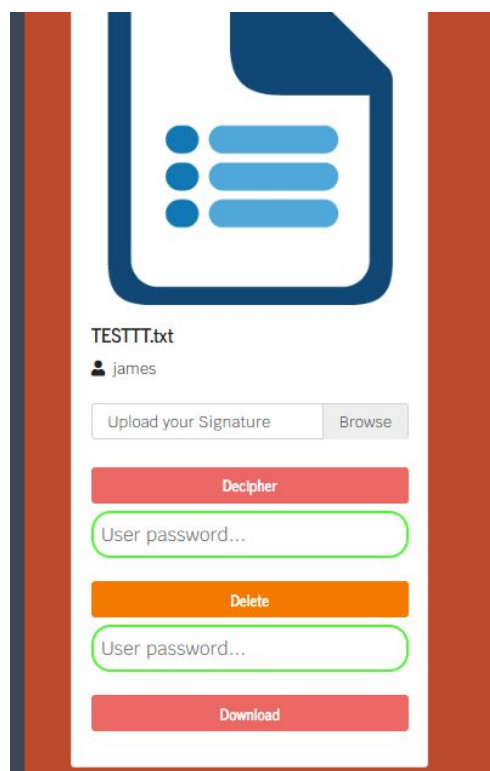 TESTTT.txt
james
Upload your Signature Browse
Decipher
User password...
Delete
User password...
Download